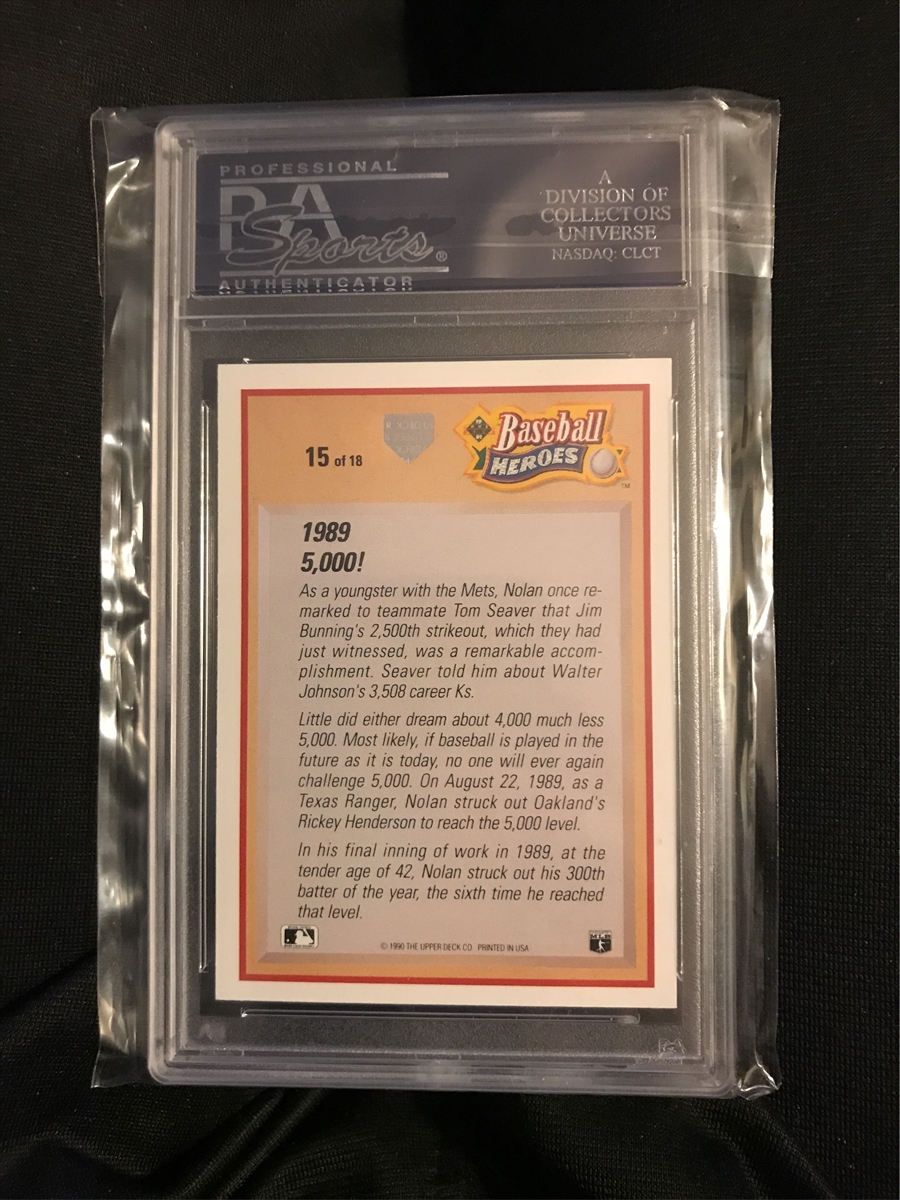 PROFESSIONAL
PSA
Sports®
AUTHENTICATOR
A
DIVISION OF
COLLECTORS
UNIVERSE
NASDAQ: CLCT
15 of 18
Baseball
HEROES
TM
1989
5,000!
As a youngster with the Mets, Nolan once re-
marked to teammate Tom Seaver that Jim
Bunning's 2,500th strikeout, which they had
just witnessed, was a remarkable accom-
plishment. Seaver told him about Walter
Johnson's 3,508 career Ks.
Little did either dream about 4,000 much less
5,000. Most likely, if baseball is played in the
future as it is today, no one will ever again
challenge 5,000. On August 22, 1989, as a
Texas Ranger, Nolan struck out Oakland's
Rickey Henderson to reach the 5,000 level.
In his final inning of work in 1989, at the
tender age of 42, Nolan struck out his 300th
batter of the year, the sixth time he reached
that level.
© 1990 THE UPPER DECK CO PRINTED IN USA